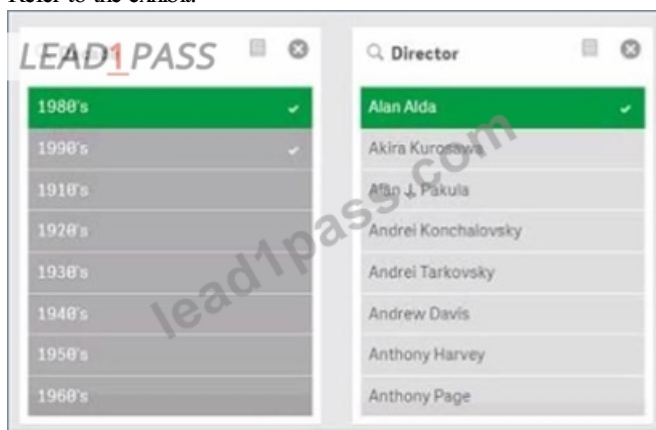 Refer to the exhibit.
LEAD1PASS
1980's
1990's
1910's
1920's
1930's
1940's
1950's
1960's
Director
Alan Alda
Akira Kurosawa
Alan J. Pakula
Andrei Konchalovsky
Andrei Tarkovsky
Andrew Davis
Anthony Harvey
Anthony Page
lead1pass.com